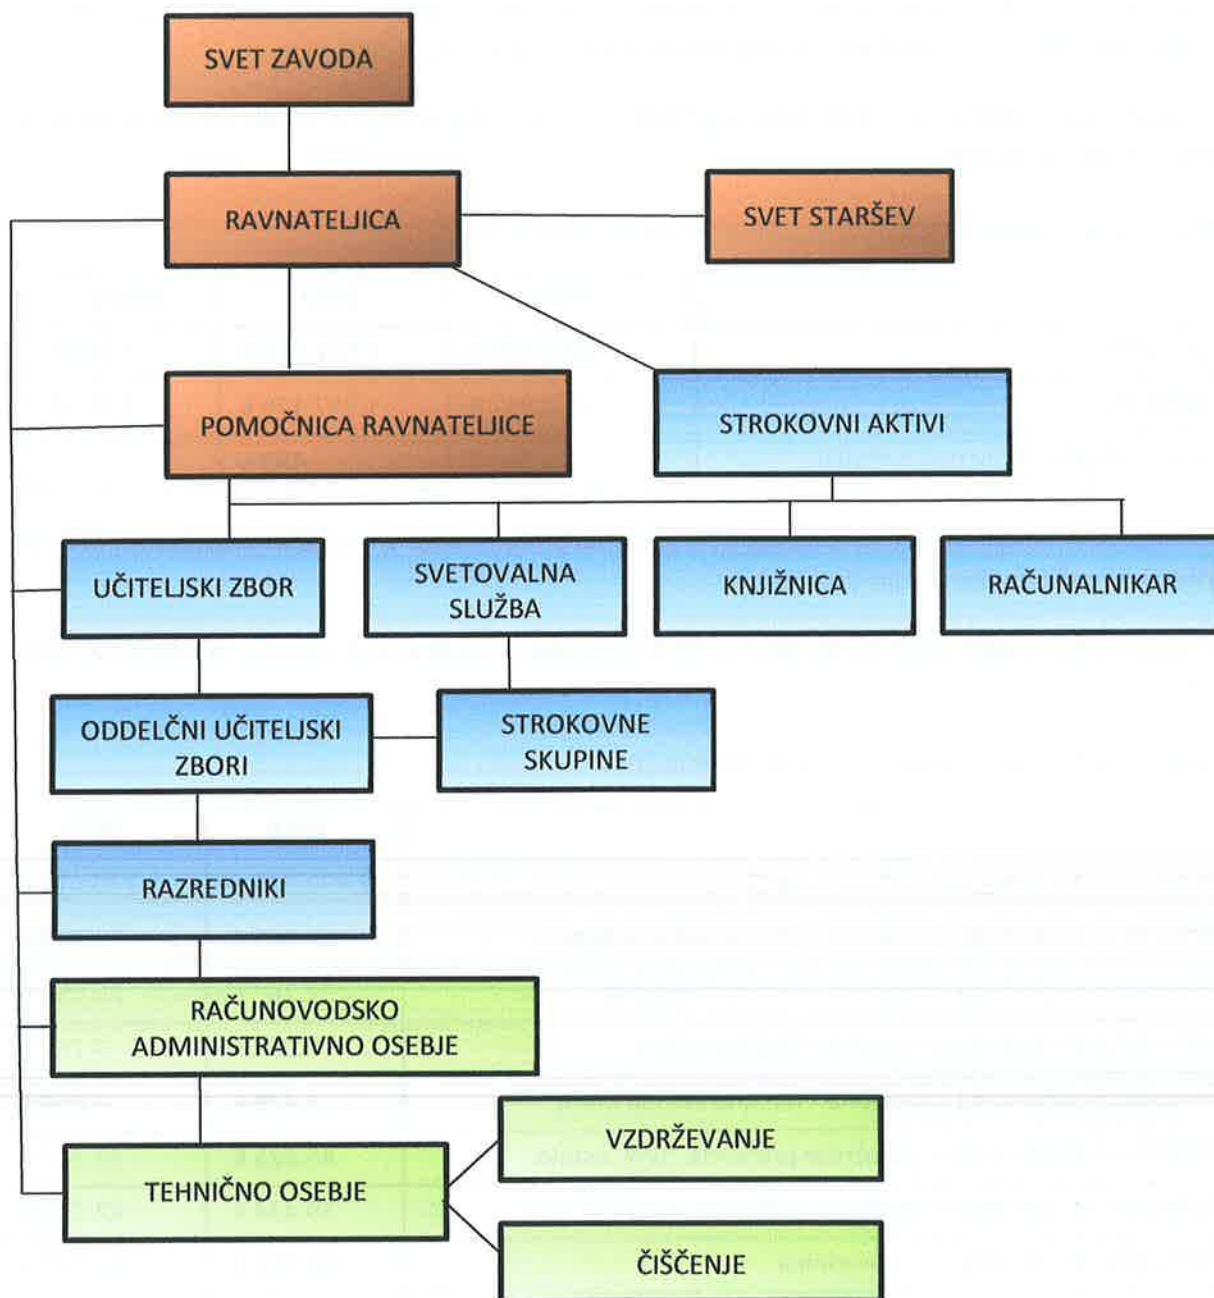 SVET ZAVODA
RAVNATELJICA
SVET STARŠEV
POMOČNICA RAVNATELJICE
STROKOVNI AKTIVI
UČITELJSKI ZBOR
SVETOVALNA
SLUŽBA
KNJIŽNICA
RAČUNALNIKAR
ODDELČNI UČITELJSKI
ZBORI
STROKOVNE
SKUPINE
RAZREDNIKI
RAČUNOVODSKO
ADMINISTRATIVNO OSEBJE
VZDRŽEVANJE
TEHNIČNO OSEBJE
ČIŠČENJE